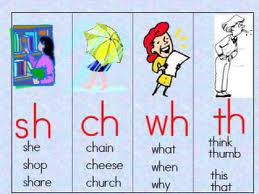 sh ch wh th
she chain what think
thumb
shop cheese when
share church why this
that